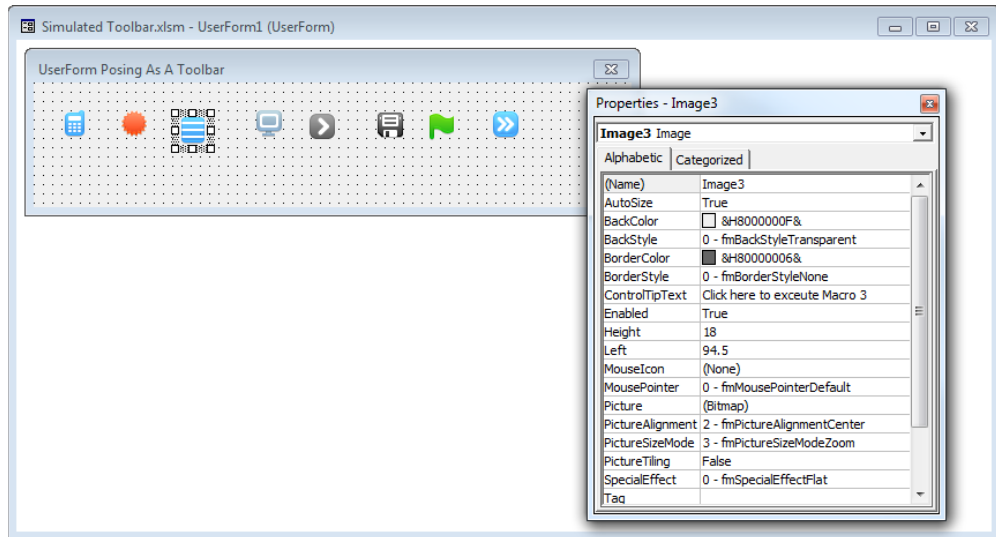 Simulated Toolbar.xlsm - UserForm1 (UserForm)
UserForm Posing As A Toolbar
Properties - Image3
Image3 Image
Alphabetic Categorized
(Name) Image3
AutoSize True
BackColor &H8000000F&
BackStyle 0 - fmBackStyleTransparent
BorderColor &H80000006&
BorderStyle 0 - fmBorderStyleNone
ControlTipText Click here to exceute Macro 3
Enabled True
Height 18
Left 94.5
MouseIcon (None)
MousePointer 0 - fmMousePointerDefault
Picture (Bitmap)
PictureAlignment 2 - fmPictureAlignmentCenter
PictureSizeMode 3 - fmPictureSizeModeZoom
PictureTiling False
SpecialEffect 0 - fmSpecialEffectFlat
Tag